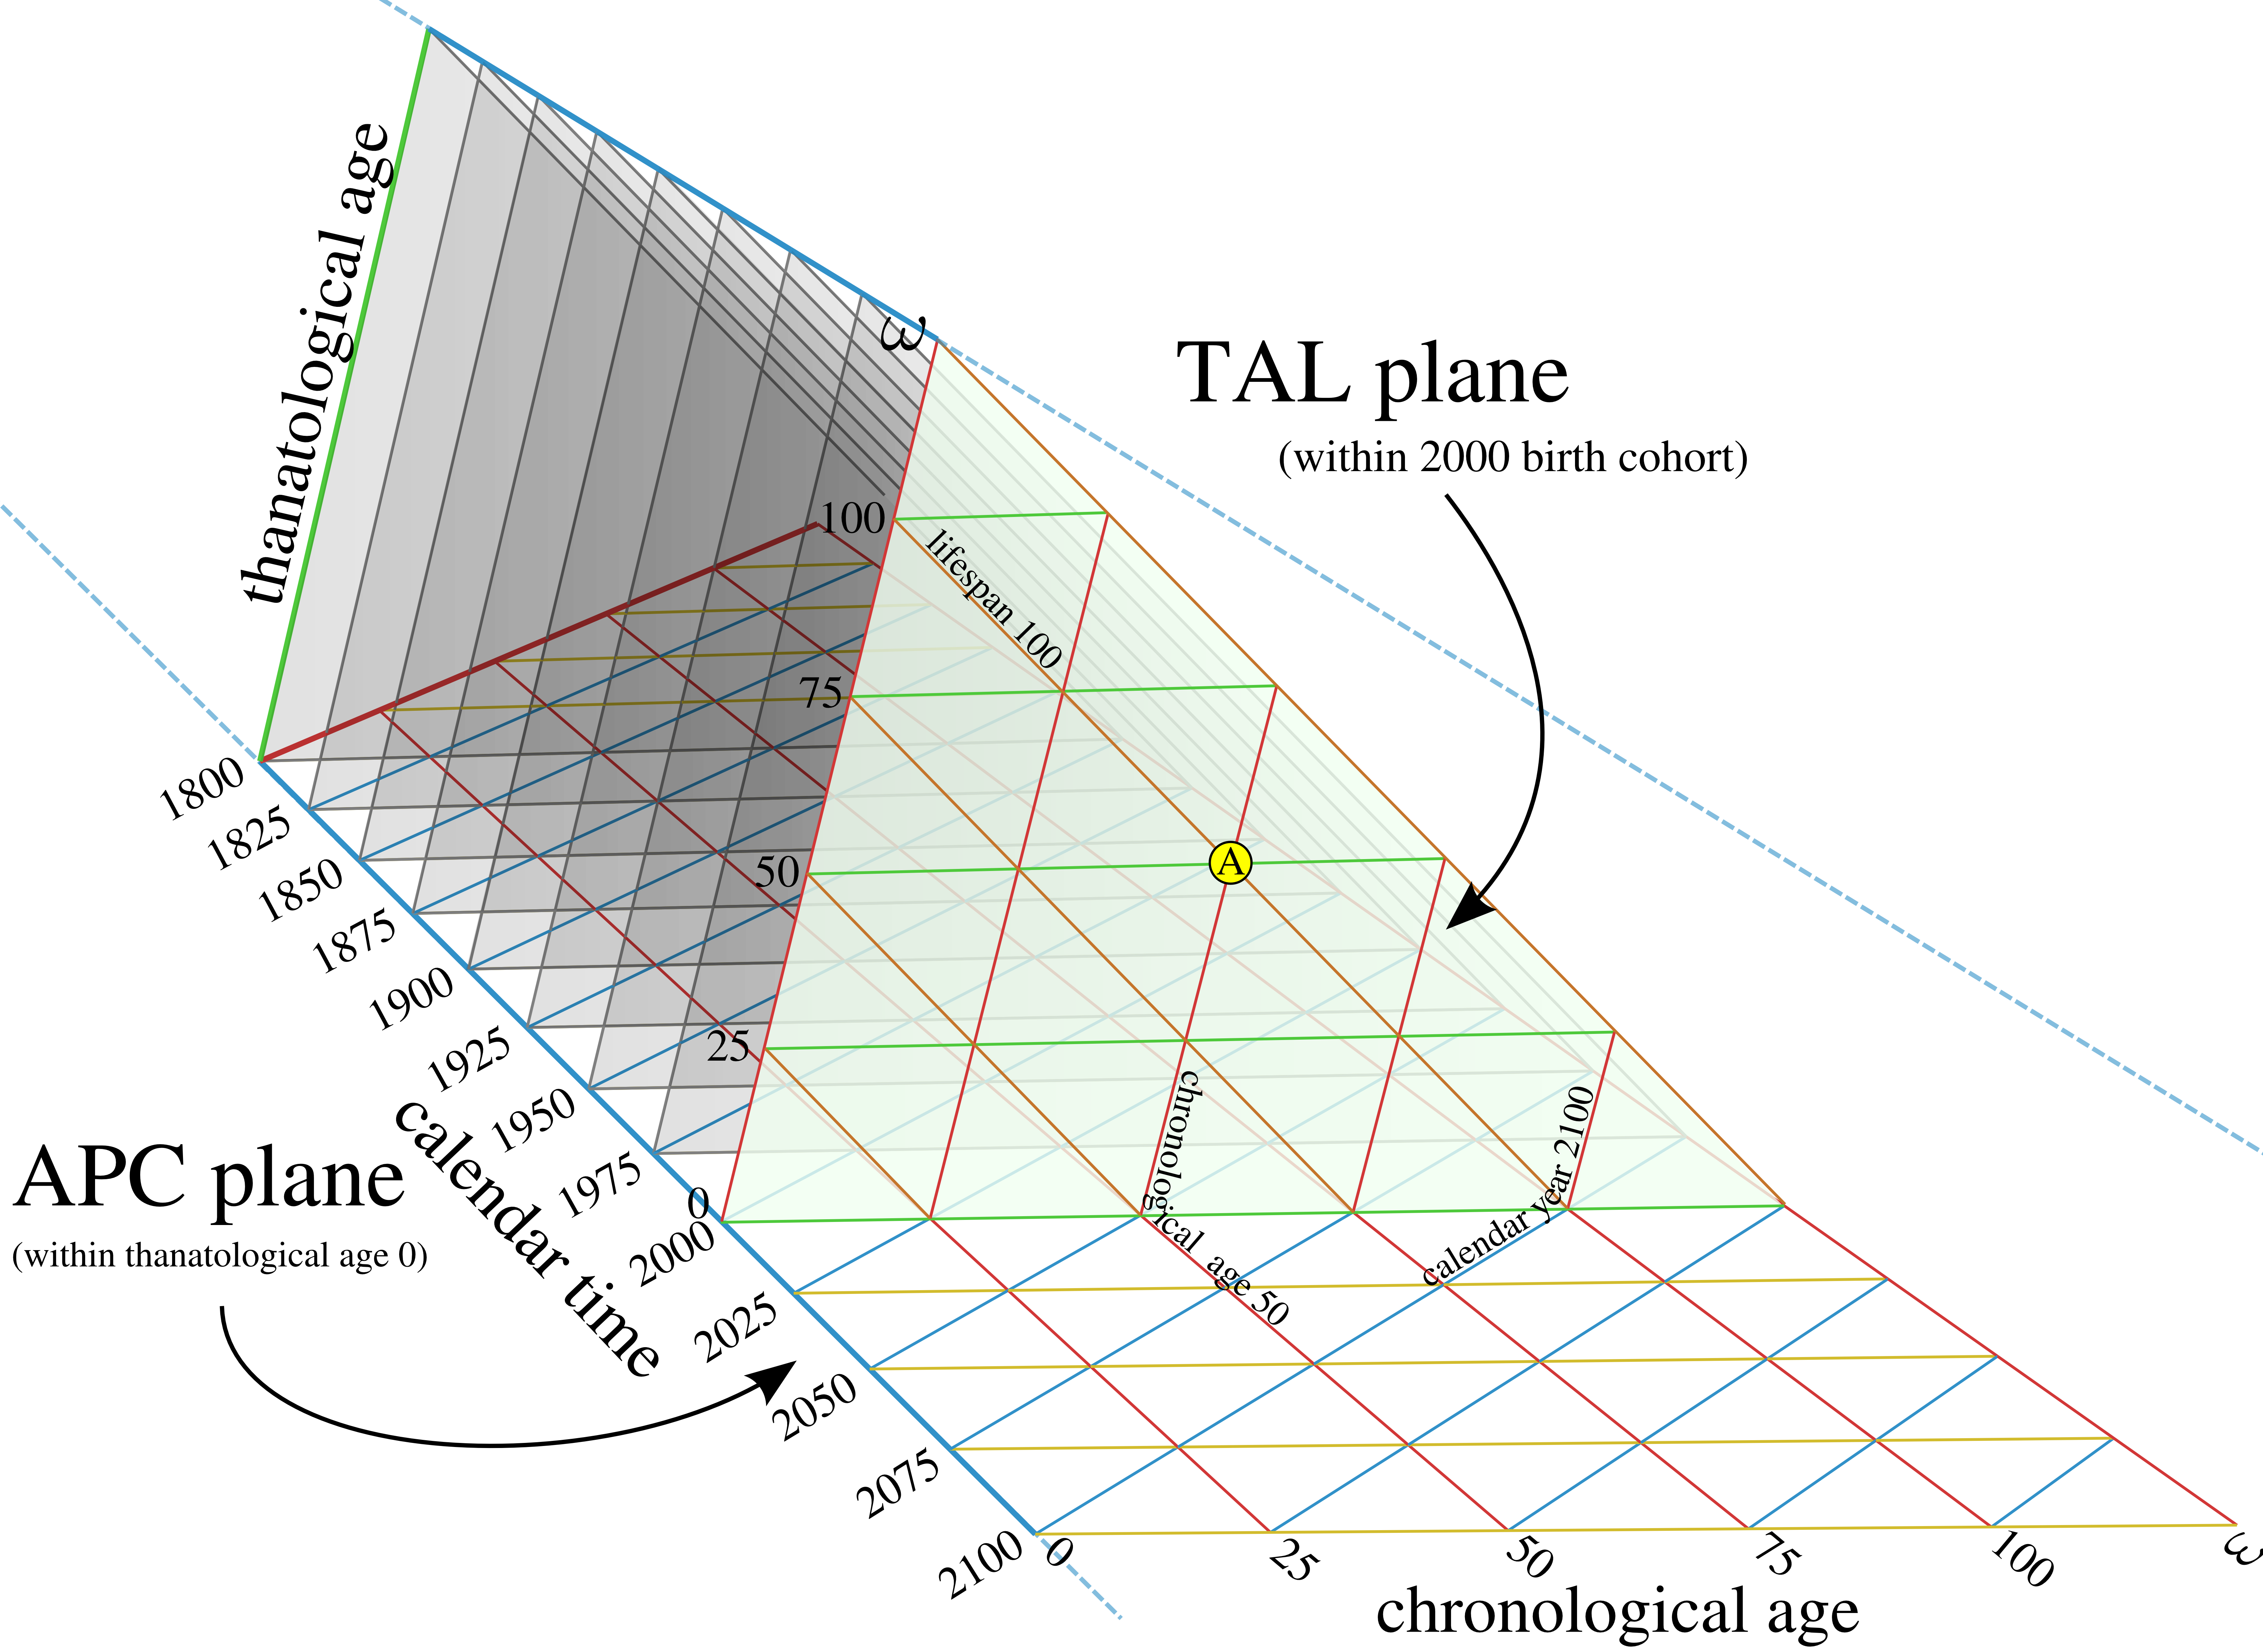 thanatological age
ω
TAL plane
(within 2000 birth cohort)
100
lifespan 100
75
50
A
25
0
chronological age 50
calendar year 2100
1800
1825
1850
1875
1900
1925
1950
1975
2000
2025
2050
2075
2100
calendar time
APC plane
(within thanatological age 0)
0
25
50
75
100
ω
chronological age